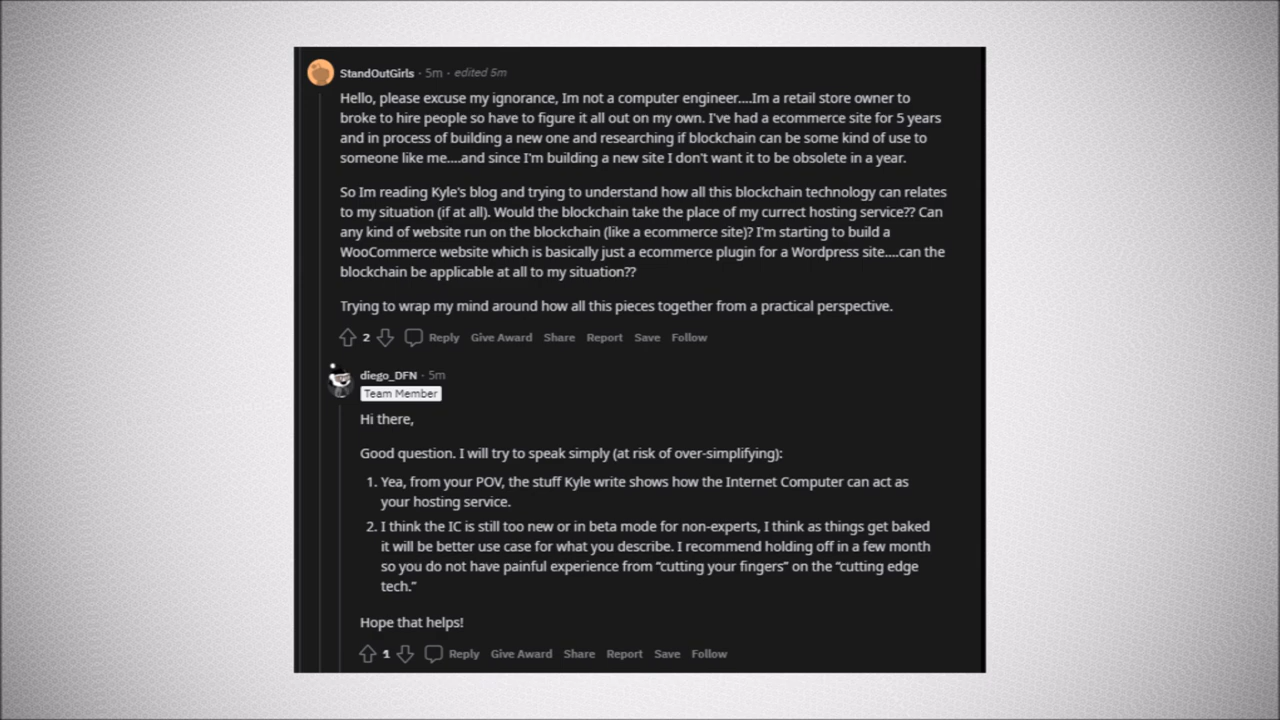 StandOutGirls · 5m · edited 5m
Hello, please excuse my ignorance, Im not a computer engineer....Im a retail store owner to
broke to hire people so have to figure it all out on my own. I've had a ecommerce site for 5 years
and in process of building a new one and researching if blockchain can be some kind of use to
someone like me....and since I'm building a new site I don't want it to be obsolete in a year.
So Im reading Kyle's blog and trying to understand how all this blockchain technology can relates
to my situation (if at all). Would the blockchain take the place of my currect hosting service?? Can
any kind of website run on the blockchain (like a ecommerce site)? I'm starting to build a
WooCommerce website which is basically just a ecommerce plugin for a Wordpress site....can the
blockchain be applicable at all to my situation??
Trying to wrap my mind around how all this pieces together from a practical perspective.
2 Reply Give Award Share Report Save Follow
diego_DFN · 5m
Team Member
Hi there,
Good question. I will try to speak simply (at risk of over-simplifying):
1. Yea, from your POV, the stuff Kyle write shows how the Internet Computer can act as
your hosting service.
2. I think the IC is still too new or in beta mode for non-experts, I think as things get baked
it will be better use case for what you describe. I recommend holding off in a few month
so you do not have painful experience from “cutting your fingers” on the “cutting edge
tech.”
Hope that helps!
1 Reply Give Award Share Report Save Follow